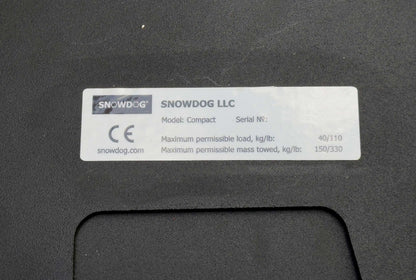 SNOWDOG®
SNOWDOG LLC
Model: Compact Serial №:
CE
Maximum permissible load, kg/lb: 40/110
snowdog.com
Maximum permissible mass towed, kg/lb: 150/330